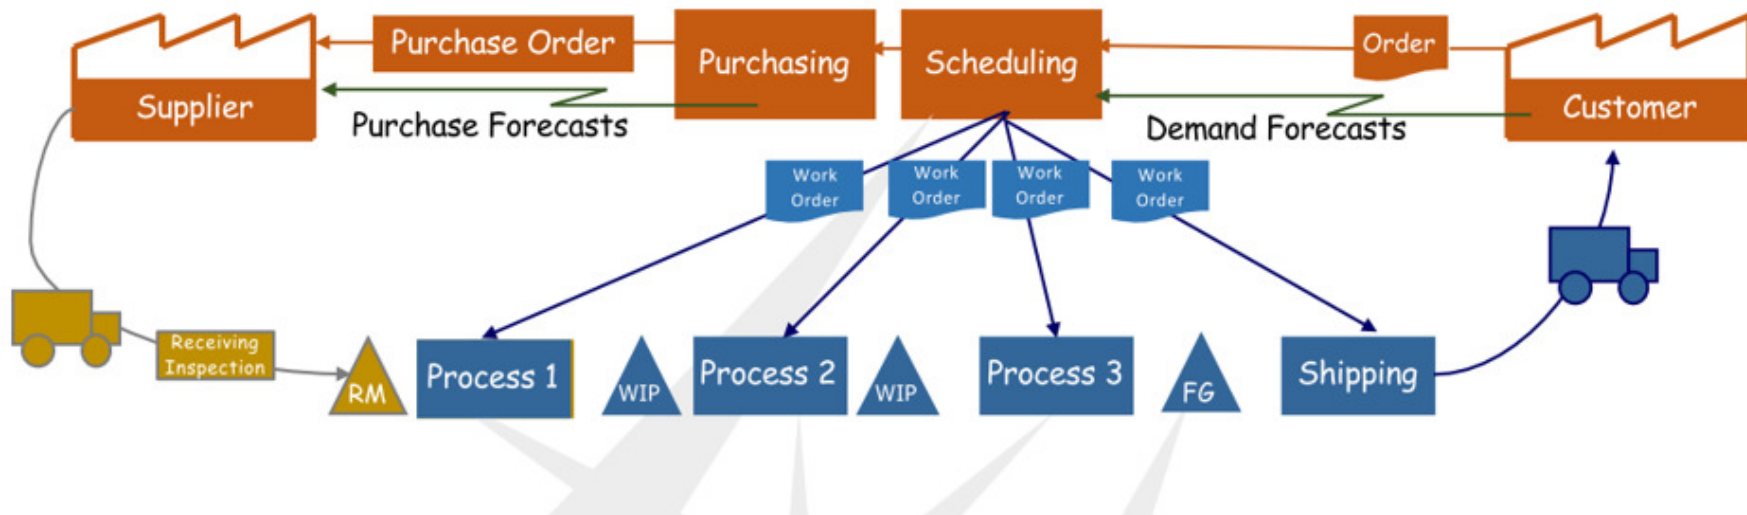 Purchase Order
Purchasing
Scheduling
Order
Supplier
Purchase Forecasts
Demand Forecasts
Customer
Work
Order
Work
Order
Work
Order
Work
Order
Receiving
Inspection
RM
Process 1
WIP
Process 2
WIP
Process 3
FG
Shipping